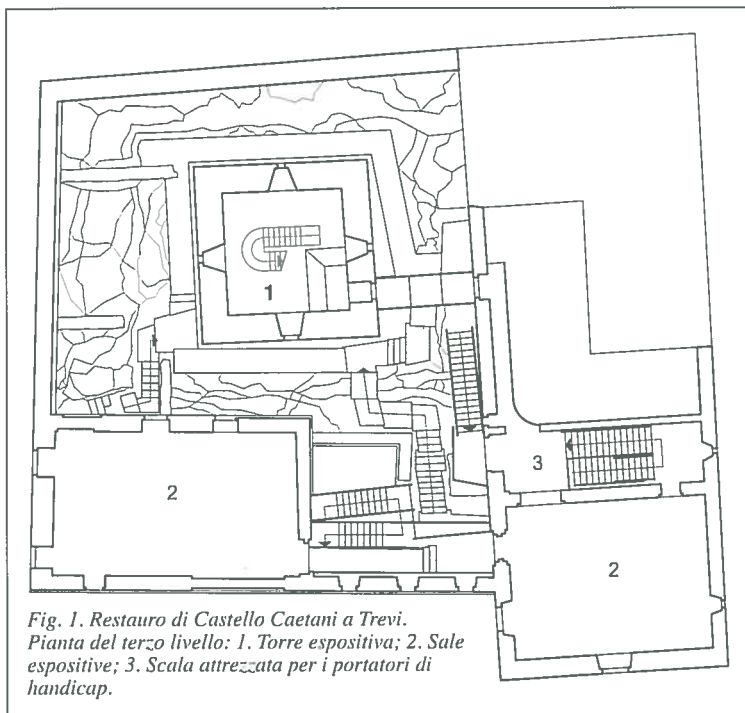 1
2
3
2
Fig. 1. Restauro di Castello Caetani a Trevi.
Pianta del terzo livello: 1. Torre espositiva; 2. Sale
espositive; 3. Scala attrezzata per i portatori di
handicap.